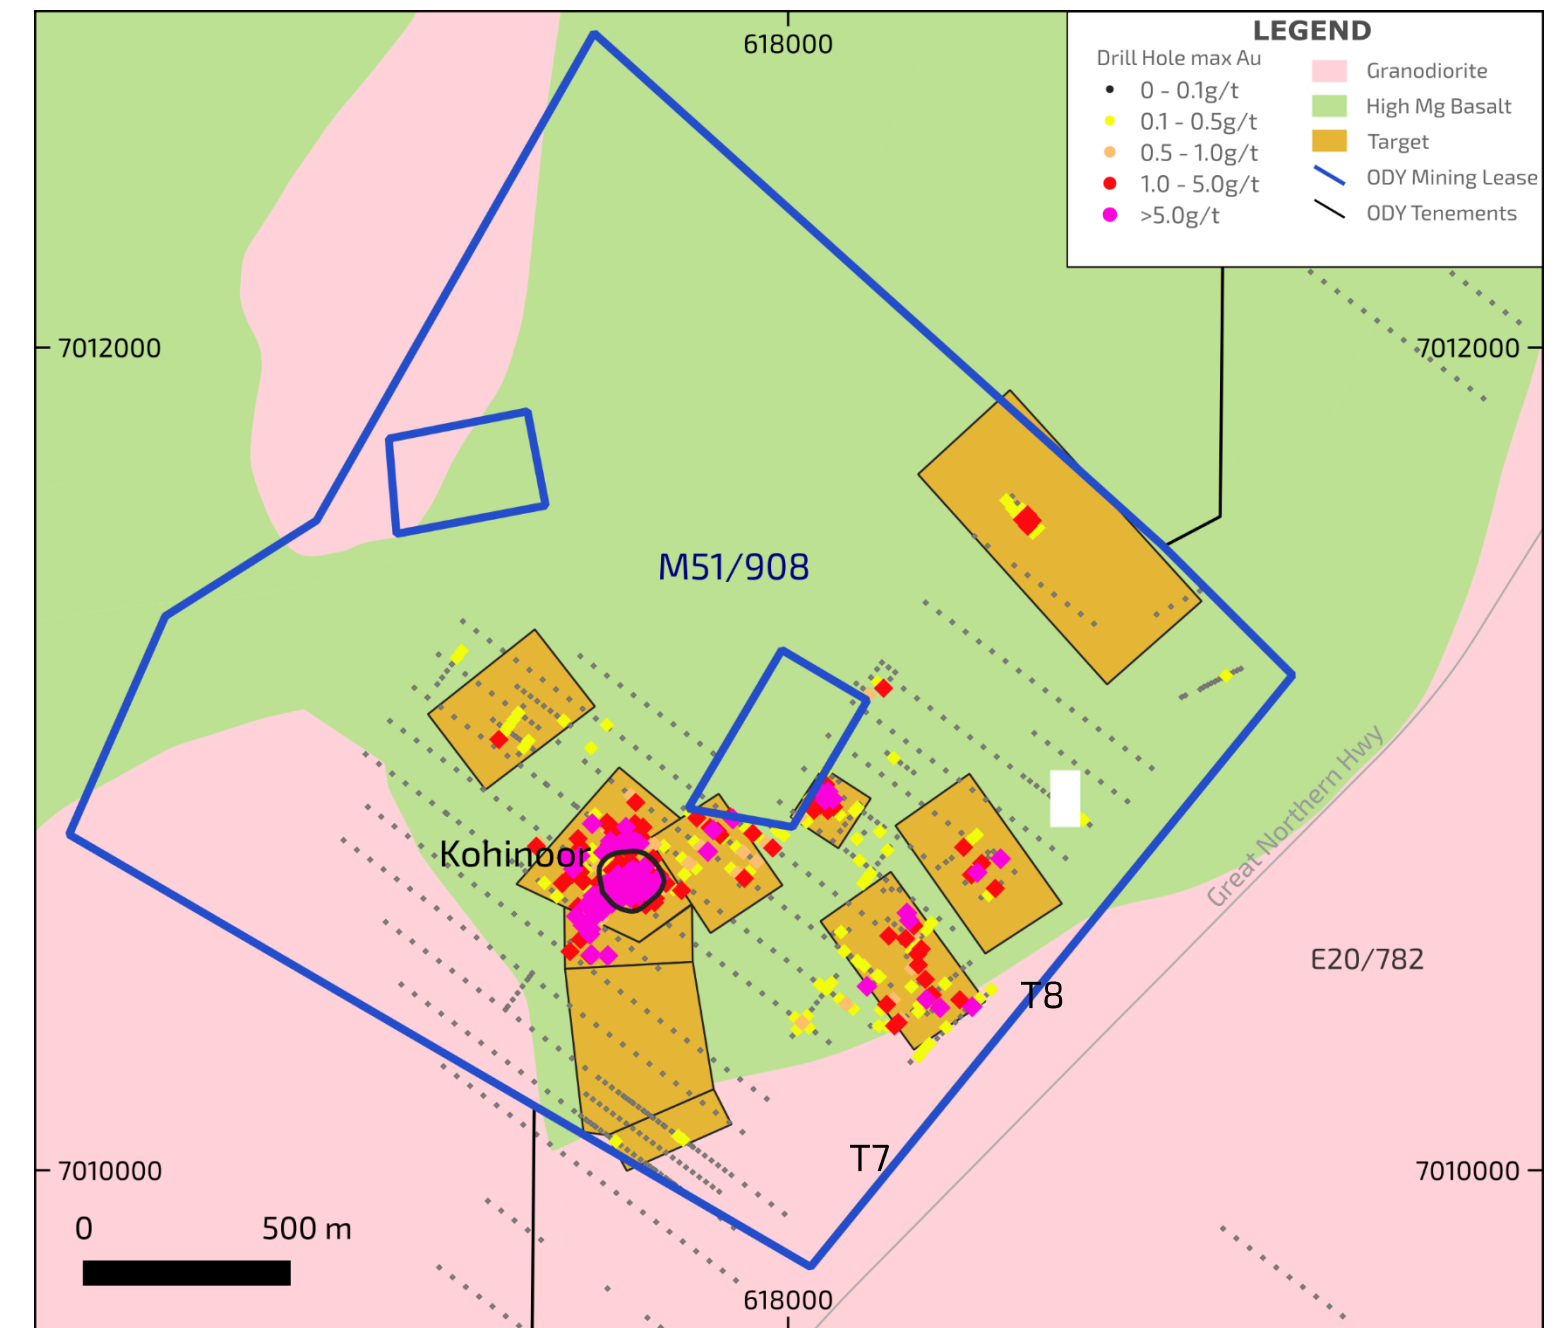 618000
LEGEND
Drill Hole max Au
0 - 0.1g/t
0.1 - 0.5g/t
0.5 - 1.0g/t
1.0 - 5.0g/t
>5.0g/t
Granodiorite
High Mg Basalt
Target
ODY Mining Lease
ODY Tenements
7012000
7012000
M51/908
Great Northern Hwy
Kohinoor
E20/782
T8
T7
7010000
7010000
0
500 m
618000